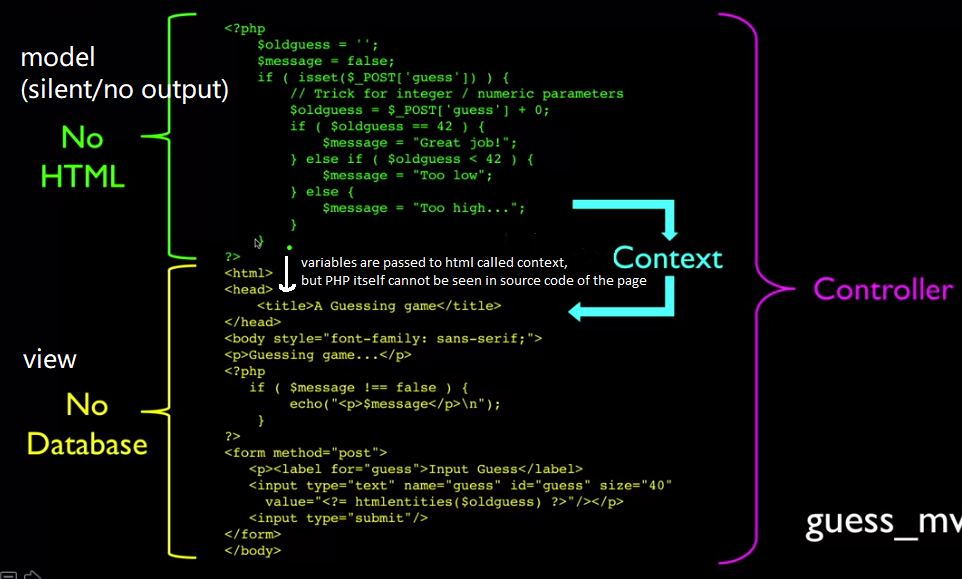 <?php
$oldguess = '';
$message = false;
if ( isset($_POST['guess']) ) {
// Trick for integer / numeric parameters
$oldguess = $_POST['guess'] + 0;
if ( $oldguess == 42 ) {
$message = "Great job!";
} else if ( $oldguess < 42 ) {
$message = "Too low";
} else {
$message = "Too high...";
}
}
?>
model
(silent/no output)
No
HTML
variables are passed to html called context,
but PHP itself cannot be seen in source code of the page
Context
Controller
<html>
<head>
<title>A Guessing game</title>
</head>
<body style="font-family: sans-serif;">
<p>Guessing game...</p>
<?php
if ( $message !== false ) {
echo("<p>$message</p>\n");
}
?>
<form method="post">
<p><label for="guess">Input Guess</label>
<input type="text" name="guess" id="guess" size="40"
value="<?= htmlentities($oldguess) ?>"/></p>
<input type="submit"/>
</form>
</body>
view
No
Database
guess_mv